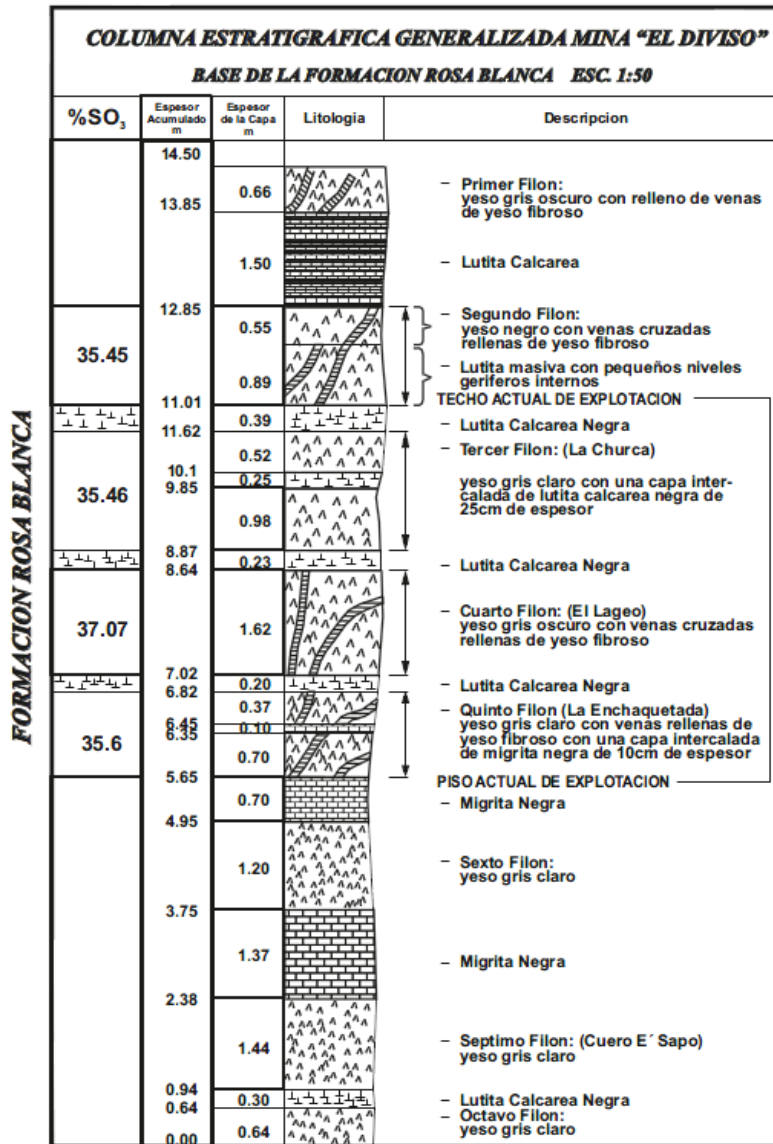 COLUMNA ESTRATIGRAFICA GENERALIZADA MINA “EL DIVISO”
BASE DE LA FORMACION ROSA BLANCA ESC. 1:50
%SO3
Espesor
Acumulado
m
Espesor
de la Capa
m
Litologia
Descripcion
FORMACION ROSA BLANCA
14.50
0.66
– Primer Filon:
yeso gris oscuro con relleno de venas
de yeso fibroso
13.85
1.50
– Lutita Calcarea
12.85
35.45
0.55
– Segundo Filon:
yeso negro con venas cruzadas
rellenas de yeso fibroso
0.89
– Lutita masiva con pequeños niveles
geriferos internos
11.01
TECHO ACTUAL DE EXPLOTACION
0.39
– Lutita Calcarea Negra
11.62
35.46
0.52
– Tercer Filon: (La Churca)
10.1
0.25
yeso gris claro con una capa inter-
calada de lutita calcarea negra de
25cm de espesor
9.85
0.98
8.87
0.23
– Lutita Calcarea Negra
8.64
37.07
1.62
– Cuarto Filon: (El Lageo)
yeso gris oscuro con venas cruzadas
rellenas de yeso fibroso
7.02
0.20
– Lutita Calcarea Negra
6.82
35.6
0.37
– Quinto Filon (La Enchaquetada)
yeso gris claro con venas rellenas de
yeso fibroso con una capa intercalada
de migrita negra de 10cm de espesor
6.45
0.10
6.35
0.70
5.65
PISO ACTUAL DE EXPLOTACION
0.70
– Migrita Negra
4.95
1.20
– Sexto Filon:
yeso gris claro
3.75
1.37
– Migrita Negra
2.38
1.44
– Septimo Filon: (Cuero E´ Sapo)
yeso gris claro
0.94
0.30
– Lutita Calcarea Negra
0.64
– Octavo Filon:
yeso gris claro
0.64
0.00